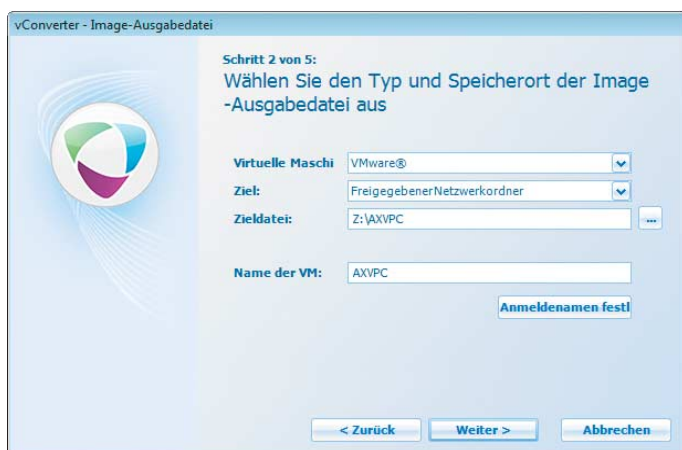 vConverter - Image-Ausgabedatei
Schritt 2 von 5:
Wählen Sie den Typ und Speicherort der Image
-Ausgabedatei aus
Virtuelle Maschi VMware®
Ziel: FreigegebenerNetzwerkordner
Zieldatei: Z:\AXVPC ...
Name der VM: AXVPC
Anmeldenamen festl
< Zurück Weiter > Abbrechen